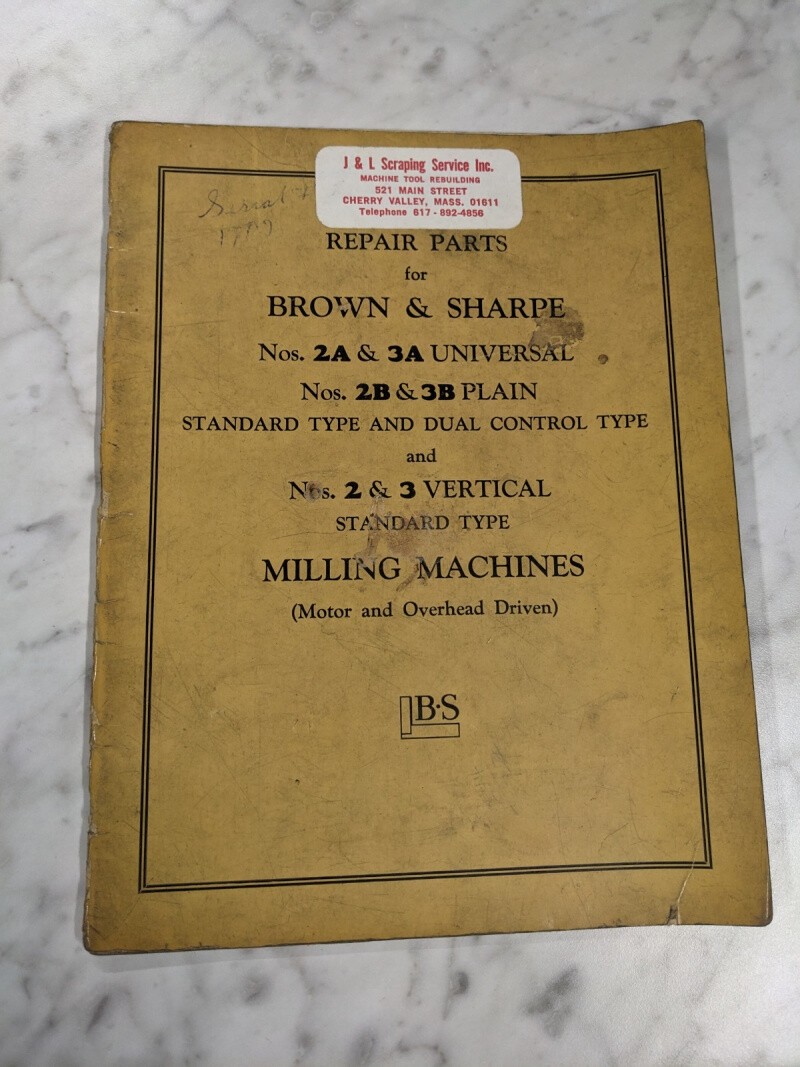 J & L Scraping Service Inc.
MACHINE TOOL REBUILDING
521 MAIN STREET
CHERRY VALLEY, MASS. 01611
Telephone 617-892-4856
Serial
REPAIR PARTS
for
BROWN & SHARPE
Nos. 2A & 3A UNIVERSAL
Nos. 2B & 3B PLAIN
STANDARD TYPE AND DUAL CONTROL TYPE
and
Nos. 2 & 3 VERTICAL
STANDARD TYPE
MILLING MACHINES
(Motor and Overhead Driven)
B·S